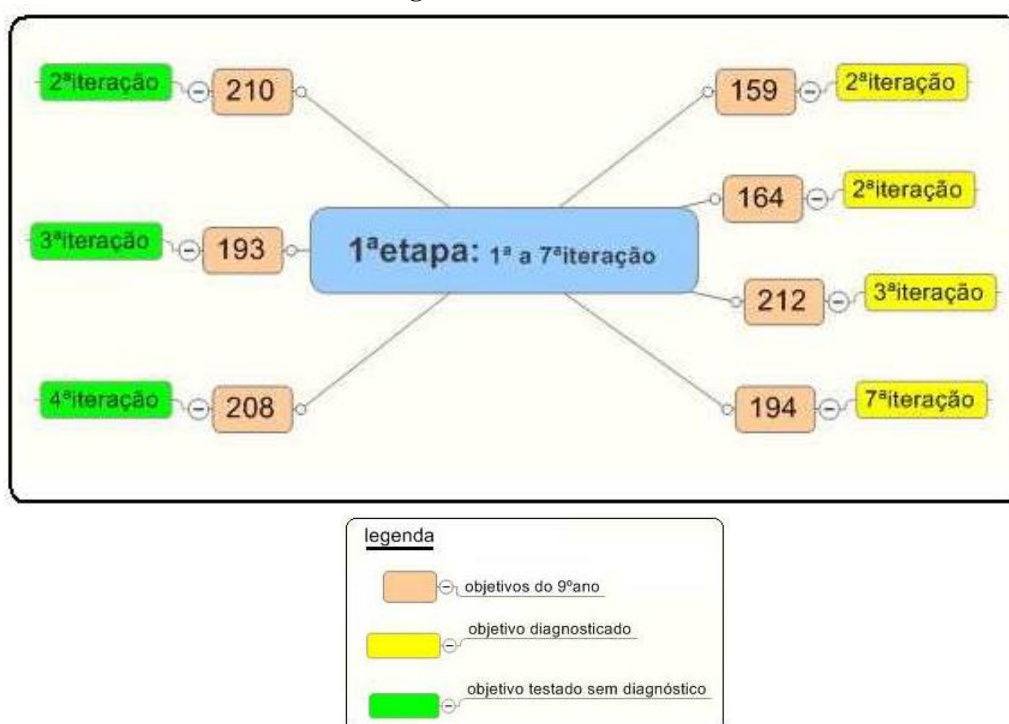 2ªiteração
210
3ªiteração
193
4ªiteração
208
1ªetapa: 1ª a 7ªiteração
159
2ªiteração
164
2ªiteração
212
3ªiteração
194
7ªiteração
legenda
objetivos do 9ºano
objetivo diagnosticado
objetivo testado sem diagnóstico